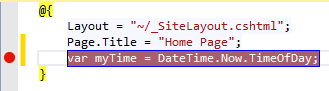 @{
Layout = "~/_SiteLayout.cshtml";
Page.Title = "Home Page";
var myTime = DateTime.Now.TimeOfDay;
}